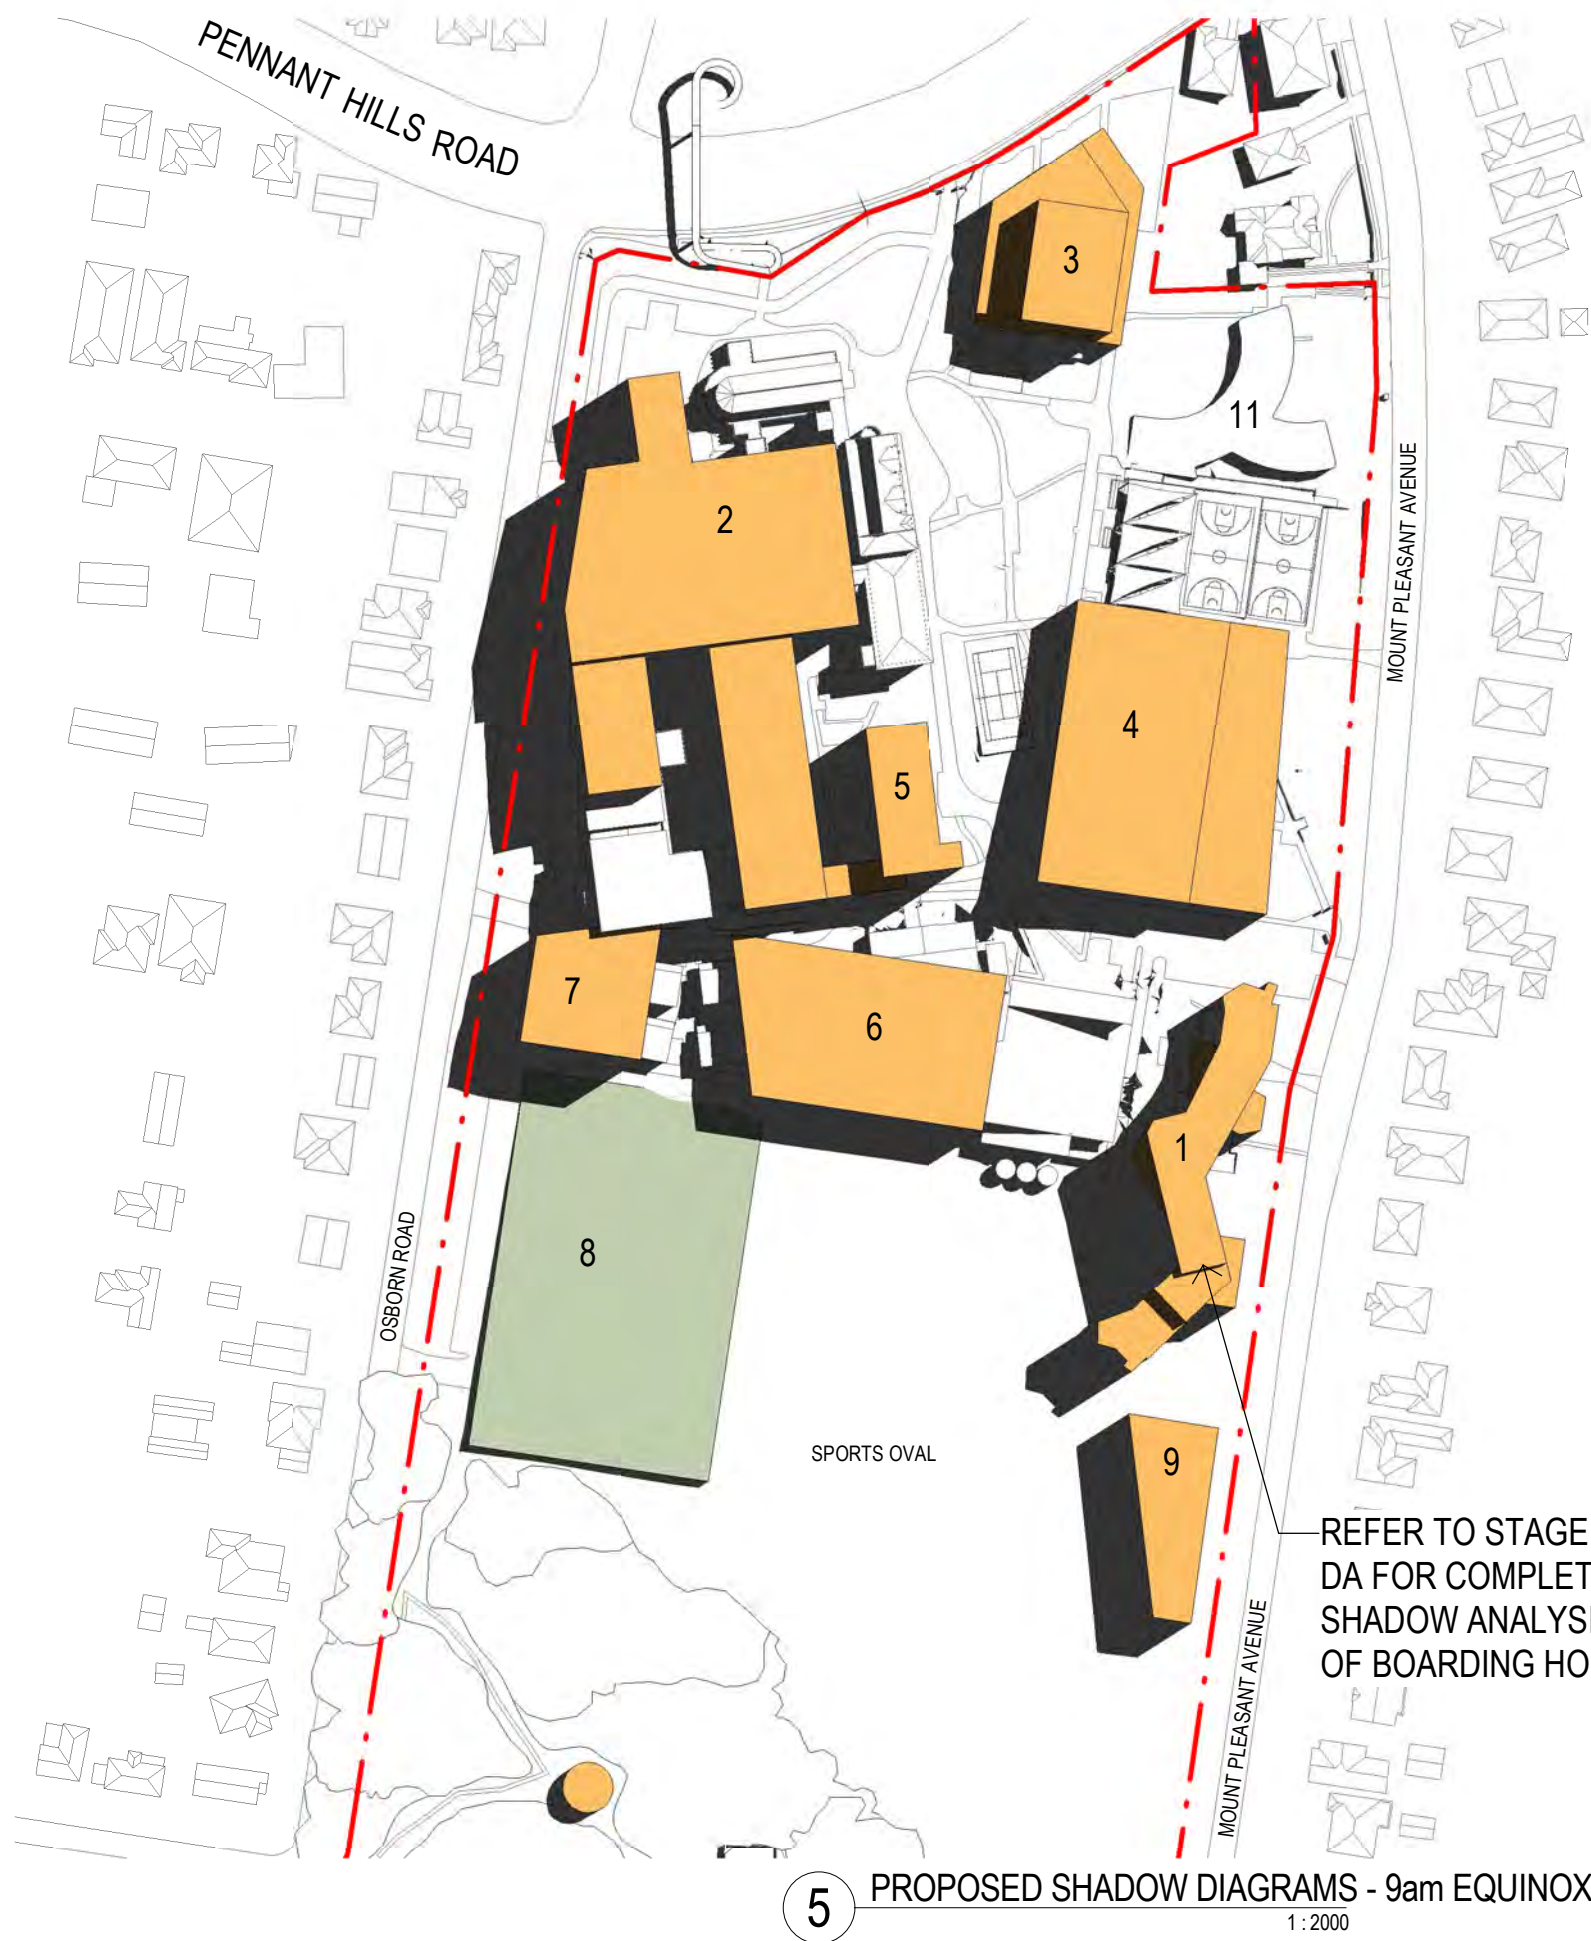 PENNANT HILLS ROAD
3
11
MOUNT PLEASANT AVENUE
2
4
5
7
6
1
8
OSBORN ROAD
SPORTS OVAL
9
REFER TO STAGE
DA FOR COMPLET
SHADOW ANALYS
OF BOARDING HO
MOUNT PLEASANT AVENUE
5
PROPOSED SHADOW DIAGRAMS - 9am EQUINOX
1 : 2000